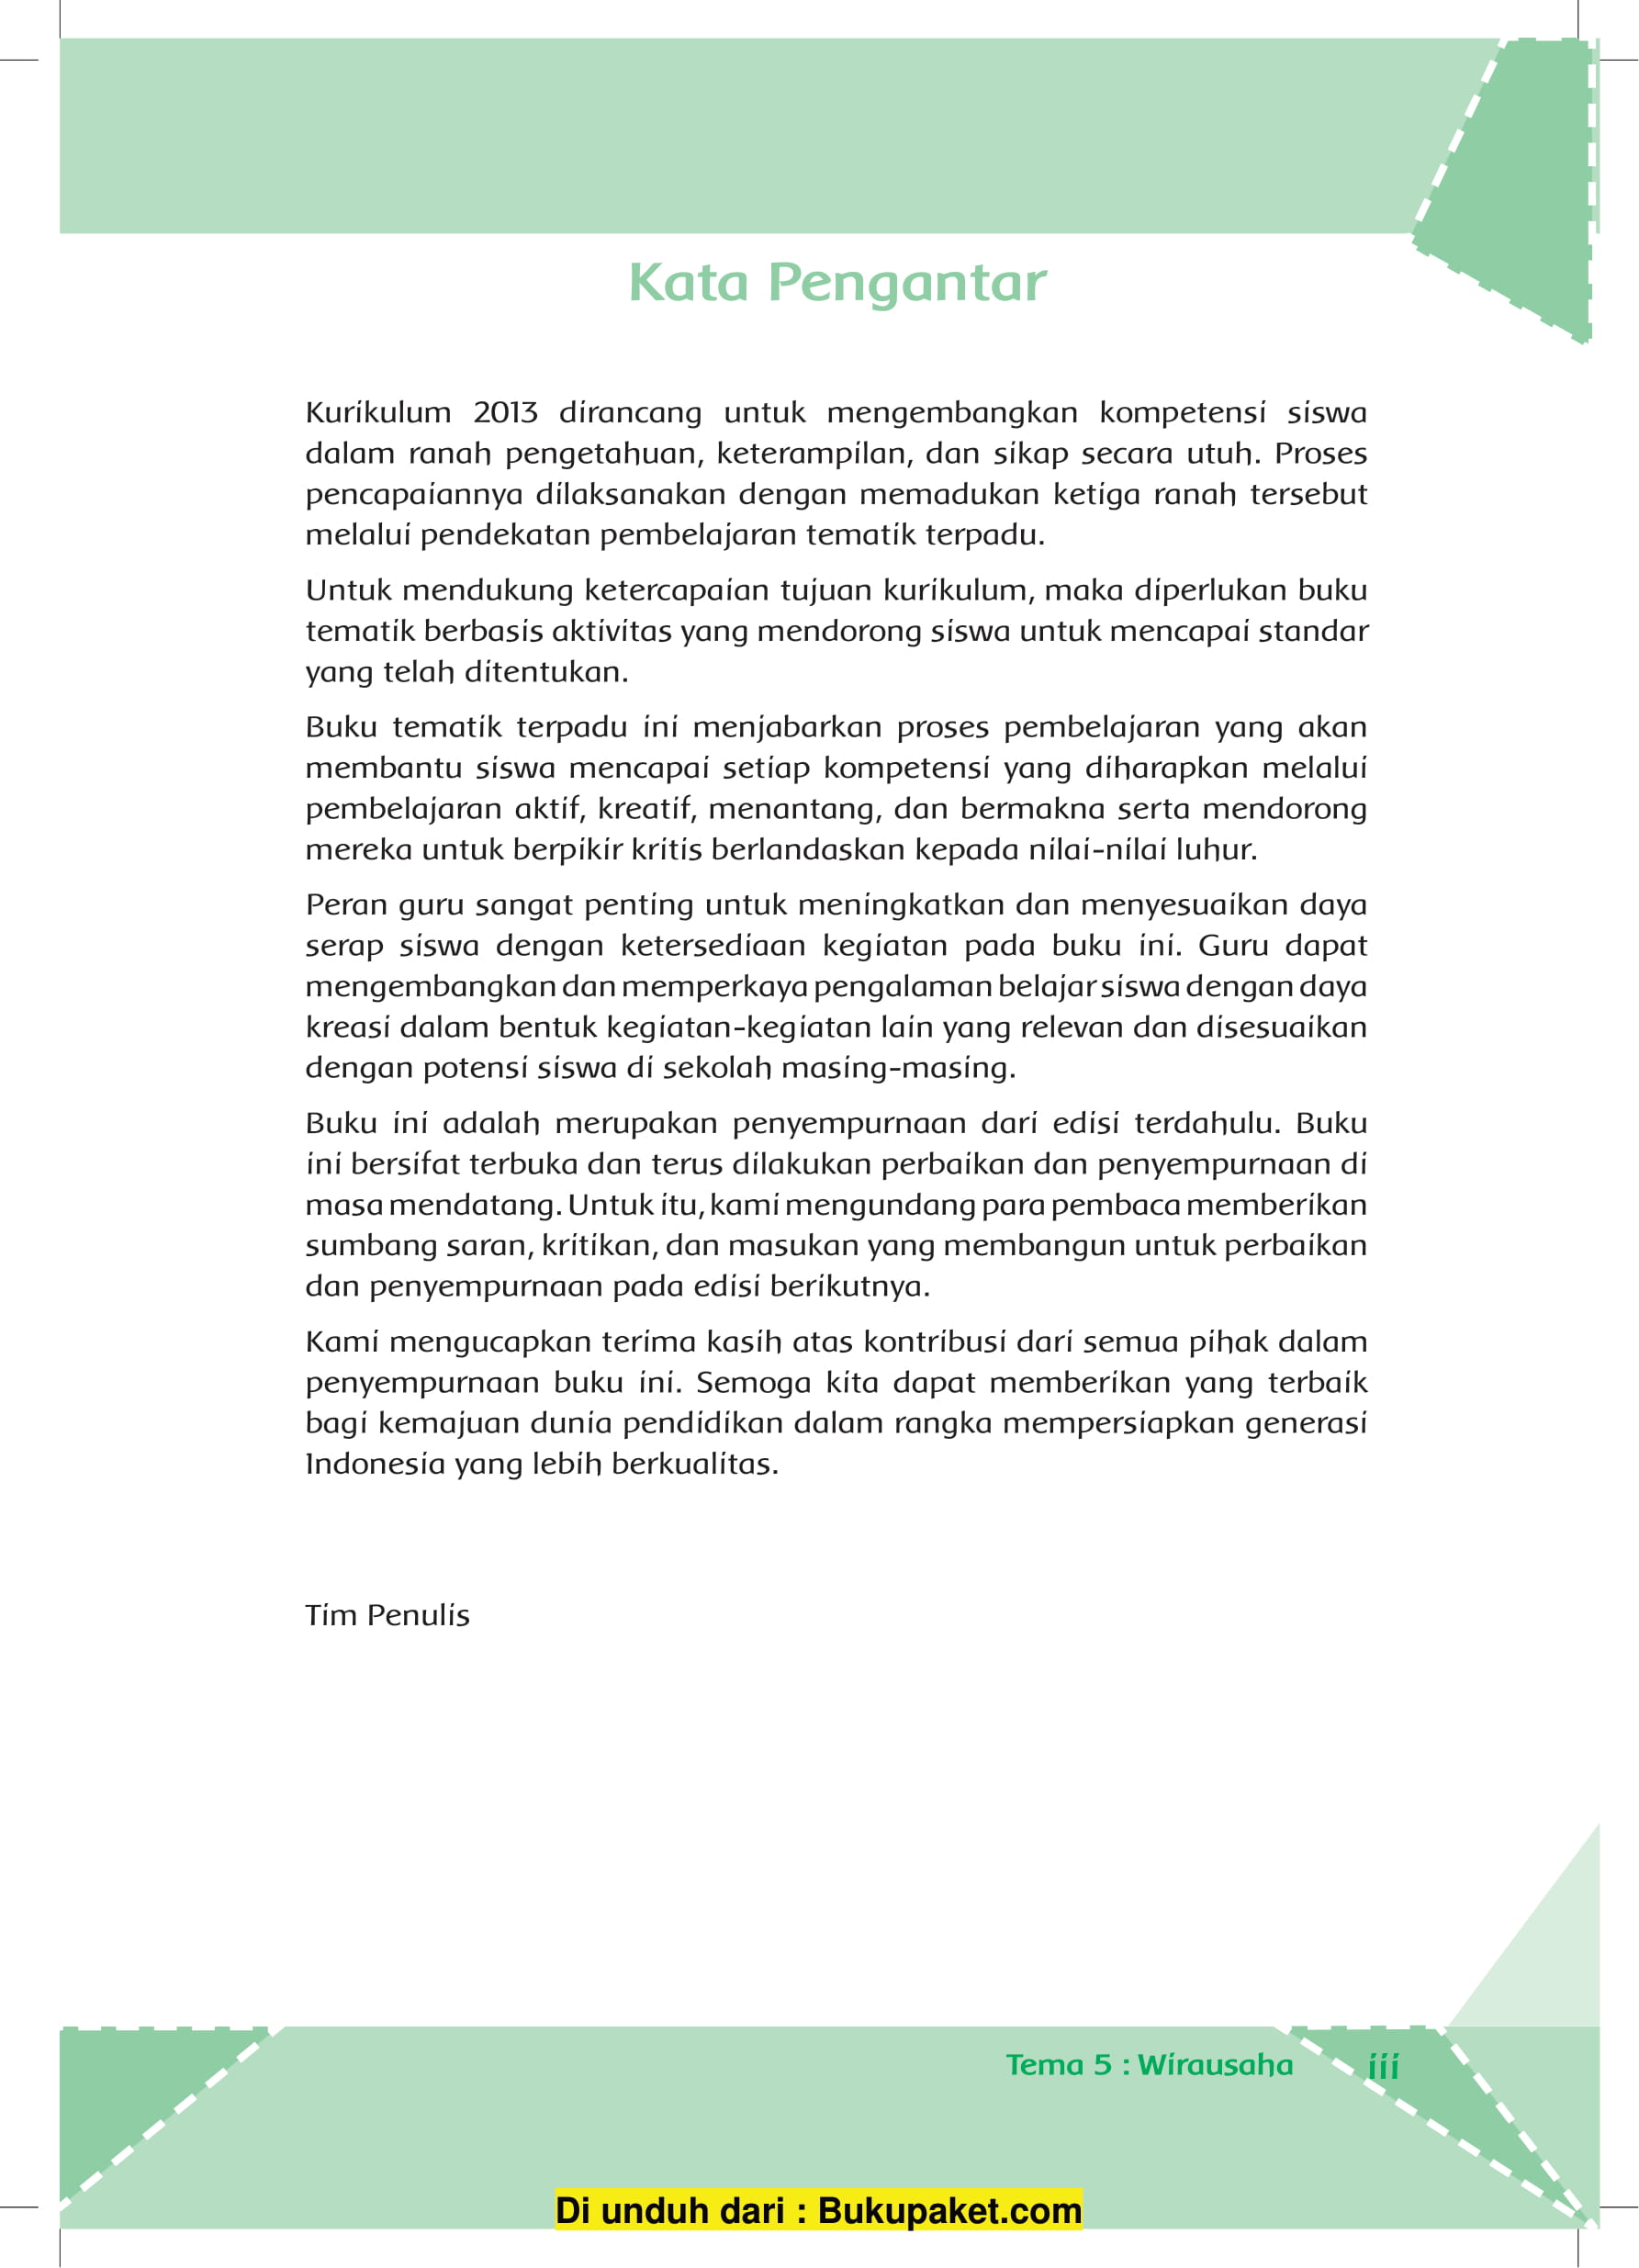 Kata Pengantar
Kurikulum 2013 dirancang untuk mengembangkan kompetensi siswa
dalam ranah pengetahuan, keterampilan, dan sikap secara utuh. Proses
pencapaiannya dilaksanakan dengan memadukan ketiga ranah tersebut
melalui pendekatan pembelajaran tematik terpadu.
Untuk mendukung ketercapaian tujuan kurikulum, maka diperlukan buku
tematik berbasis aktivitas yang mendorong siswa untuk mencapai standar
yang telah ditentukan.
Buku tematik terpadu ini menjabarkan proses pembelajaran yang akan
membantu siswa mencapai setiap kompetensi yang diharapkan melalui
pembelajaran aktif, kreatif, menantang, dan bermakna serta mendorong
mereka untuk berpikir kritis berlandaskan kepada nilai-nilai luhur.
Peran guru sangat penting untuk meningkatkan dan menyesuaikan daya
serap siswa dengan ketersediaan kegiatan pada buku ini. Guru dapat
mengembangkan dan memperkaya pengalaman belajar siswa dengan daya
kreasi dalam bentuk kegiatan-kegiatan lain yang relevan dan disesuaikan
dengan potensi siswa di sekolah masing-masing.
Buku ini adalah merupakan penyempurnaan dari edisi terdahulu. Buku
ini bersifat terbuka dan terus dilakukan perbaikan dan penyempurnaan di
masa mendatang. Untuk itu, kami mengundang para pembaca memberikan
sumbang saran, kritikan, dan masukan yang membangun untuk perbaikan
dan penyempurnaan pada edisi berikutnya.
Kami mengucapkan terima kasih atas kontribusi dari semua pihak dalam
penyempurnaan buku ini. Semoga kita dapat memberikan yang terbaik
bagi kemajuan dunia pendidikan dalam rangka mempersiapkan generasi
Indonesia yang lebih berkualitas.
Tim Penulis
Tema 5 : Wirausaha iii
Di unduh dari : Bukupaket.com